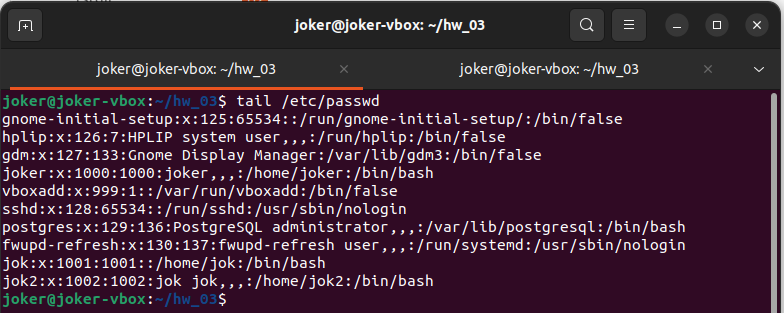 joker@joker-vbox: ~/hw_03
joker@joker-vbox: ~/hw_03
joker@joker-vbox: ~/hw_03
joker@joker-vbox:~/hw_03$ tail /etc/passwd
gnome-initial-setup:x:125:65534::/run/gnome-initial-setup/:/bin/false
hplip:x:126:7:HPLIP system user,,,:/run/hplip:/bin/false
gdm:x:127:133:Gnome Display Manager:/var/lib/gdm3:/bin/false
joker:x:1000:1000:joker,,,:/home/joker:/bin/bash
vboxadd:x:999:1::/var/run/vboxadd:/bin/false
sshd:x:128:65534::/run/sshd:/usr/sbin/nologin
postgres:x:129:136:PostgreSQL administrator,,,:/var/lib/postgresql:/bin/bash
fwupd-refresh:x:130:137:fwupd-refresh user,,,:/run/systemd:/usr/sbin/nologin
jok:x:1001:1001::/home/jok:/bin/bash
jok2:x:1002:1002:jok jok,,,:/home/jok2:/bin/bash
joker@joker-vbox:~/hw_03$